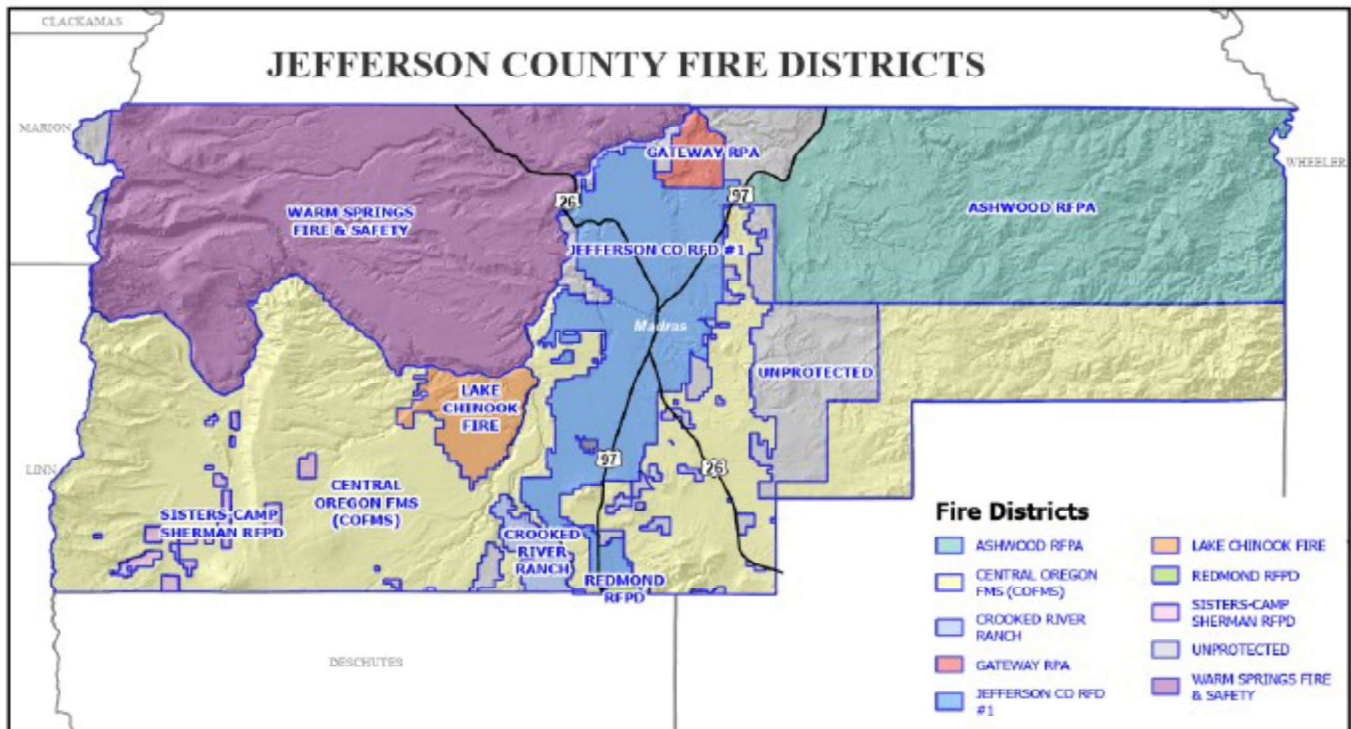 CLACKAMAS
JEFFERSON COUNTY FIRE DISTRICTS
MARION
GATEWAY RPA
WHEELER
26
97
WARM SPRINGS
FIRE & SAFETY
ASHWOOD RFPA
JEFFERSON CO RFD #1
Madras
UNPROTECTED
LAKE
CHINOOK
FIRE
LINN
97
26
CENTRAL
OREGON FMS
(COFMS)
SISTERS-CAMP
SHERMAN RFPD
CROOKED
RIVER
RANCH
REDMOND
RFPD
DESCHUTES
Fire Districts
ASHWOOD RFPA
CENTRAL OREGON
FMS (COFMS)
CROOKED RIVER
RANCH
GATEWAY RPA
JEFFERSON CO RFD
#1
LAKE CHINOOK FIRE
REDMOND RFPD
SISTERS-CAMP
SHERMAN RFPD
UNPROTECTED
WARM SPRINGS FIRE
& SAFETY